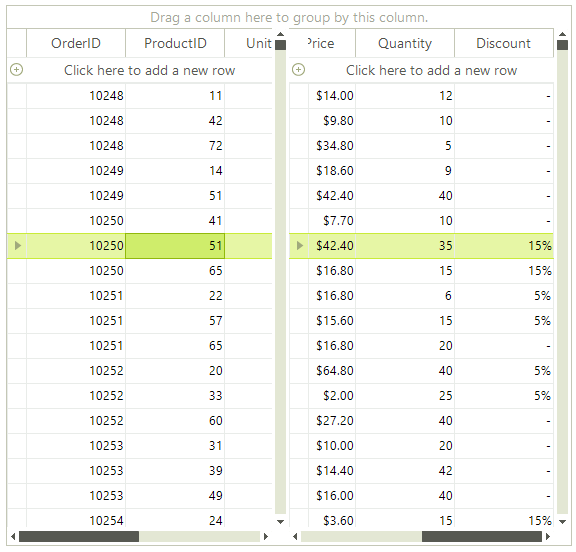 Drag a column here to group by this column.
OrderID ProductID Unit Price Quantity Discount
Click here to add a new row Click here to add a new row
10248 11 $14.00 12 -
10248 42 $9.80 10 -
10248 72 $34.80 5 -
10249 14 $18.60 9 -
10249 51 $42.40 40 -
10250 41 $7.70 10 -
10250 51 $42.40 35 15%
10250 65 $16.80 15 15%
10251 22 $16.80 6 5%
10251 57 $15.60 15 5%
10251 65 $16.80 20 -
10252 20 $64.80 40 5%
10252 33 $2.00 25 5%
10252 60 $27.20 40 -
10253 31 $10.00 20 -
10253 39 $14.40 42 -
10253 49 $16.00 40 -
10254 24 $3.60 15 15%